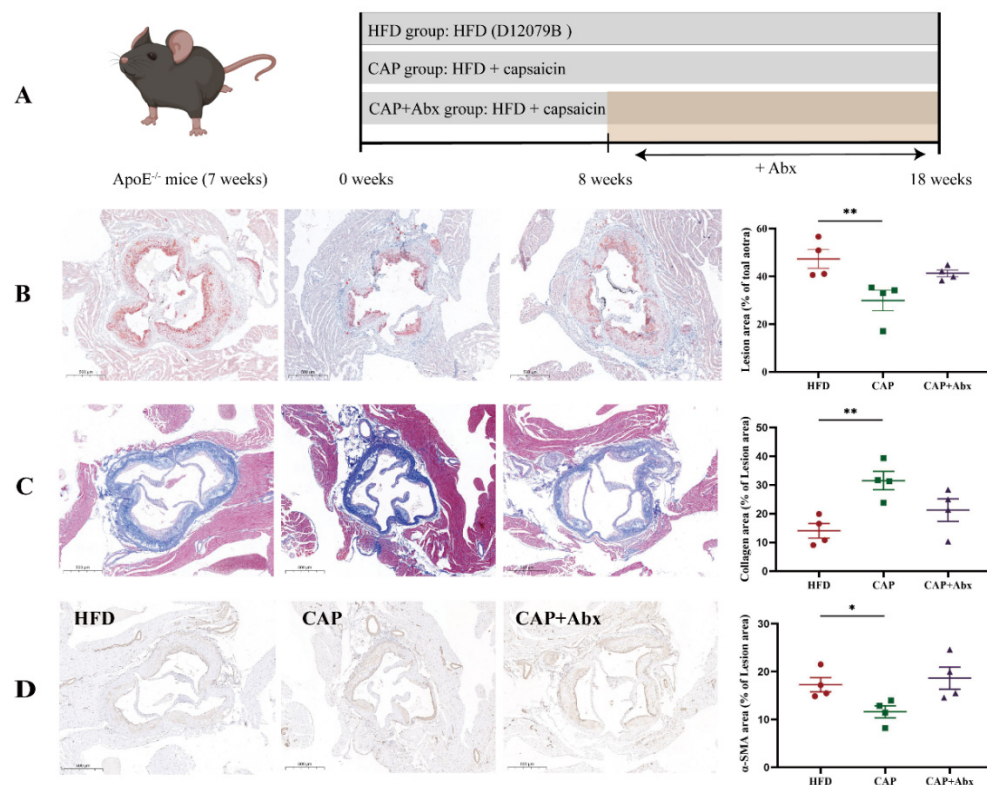 A
HFD group: HFD (D12079B )
CAP group: HFD + capsaicin
CAP+Abx group: HFD + capsaicin
+ Abx
ApoE-/- mice (7 weeks)
0 weeks
8 weeks
18 weeks
B
500 μm
Lesion area (% of toal aotra)
60
40
20
0
**
HFD
CAP
CAP+Abx
C
Collagen area (% of Lesion area)
50
40
30
20
10
0
**
HFD
CAP
CAP+Abx
D
HFD
CAP
CAP+Abx
α-SMA area (% of Lesion area)
30
20
10
0
*
HFD
CAP
CAP+Abx